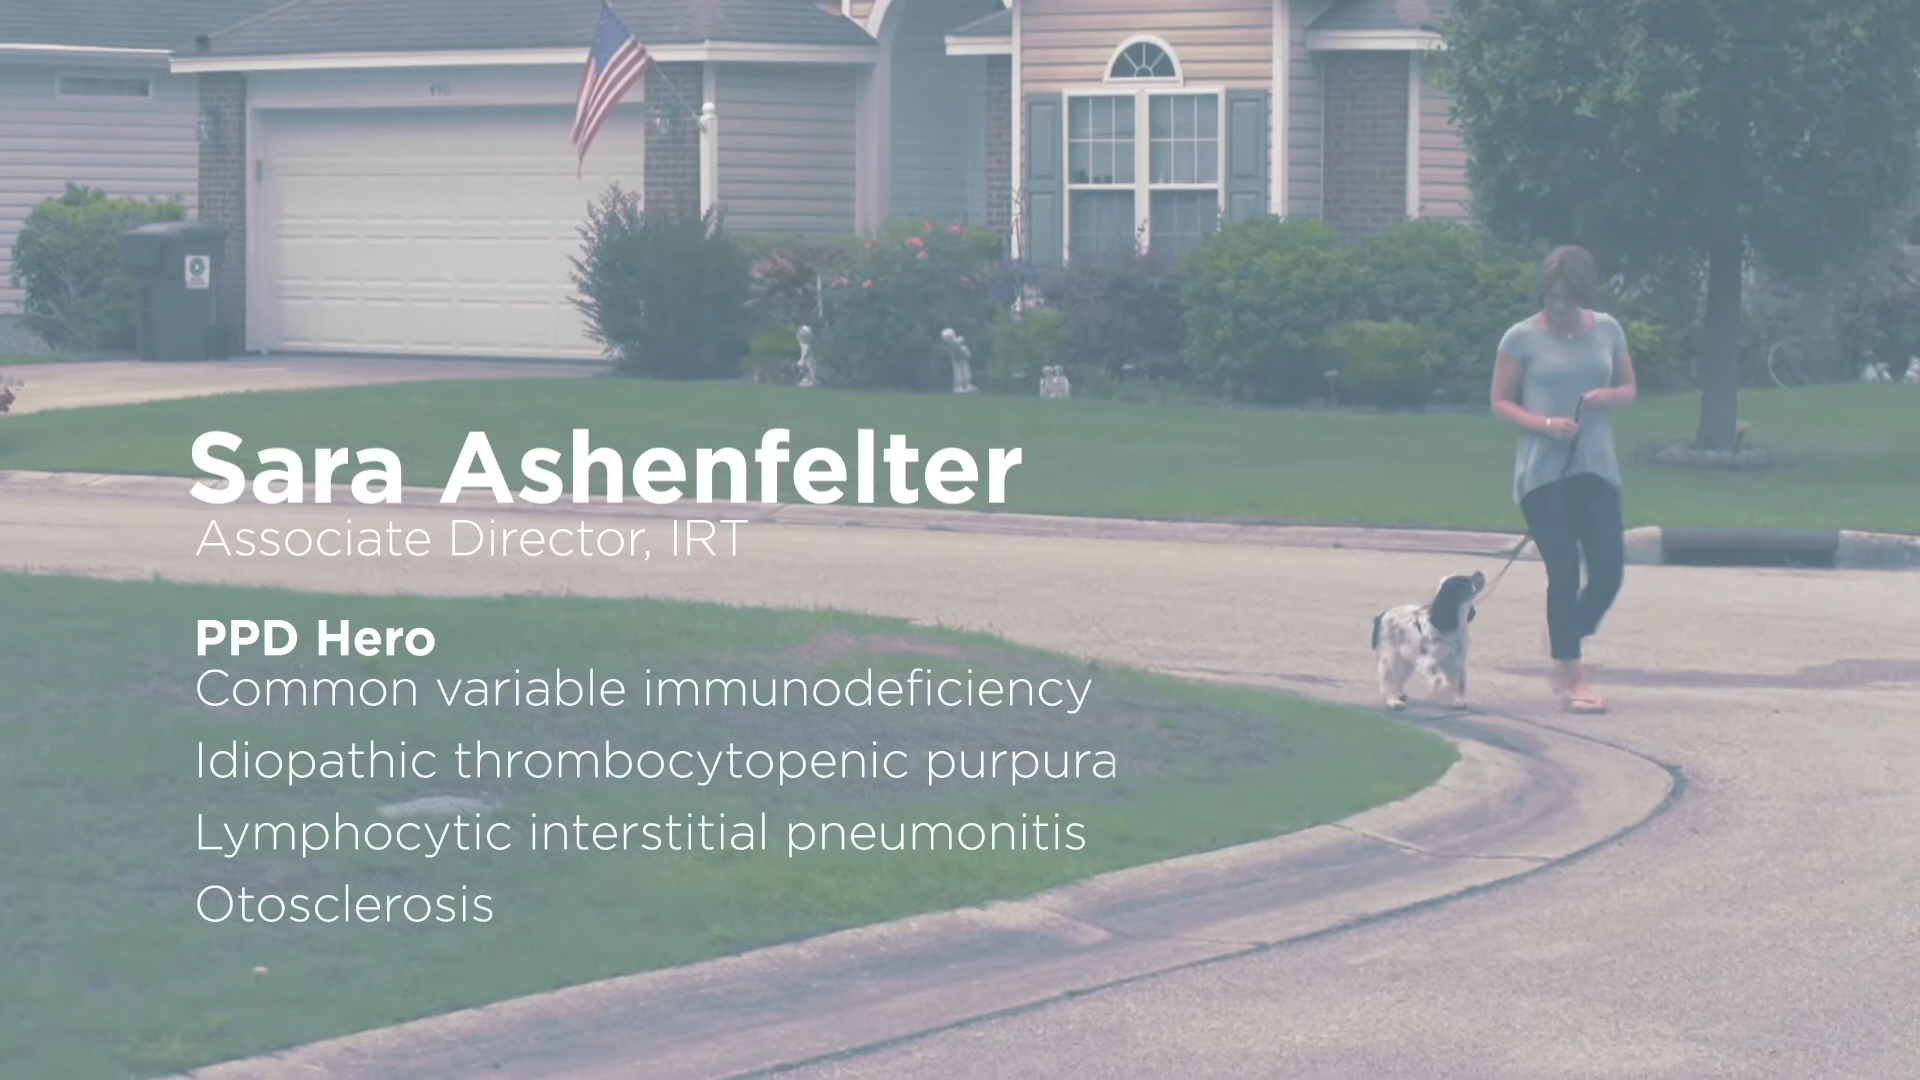 Sara Ashenfelter
Associate Director, IRT
PPD Hero
Common variable immunodeficiency
Idiopathic thrombocytopenic purpura
Lymphocytic interstitial pneumonitis
Otosclerosis